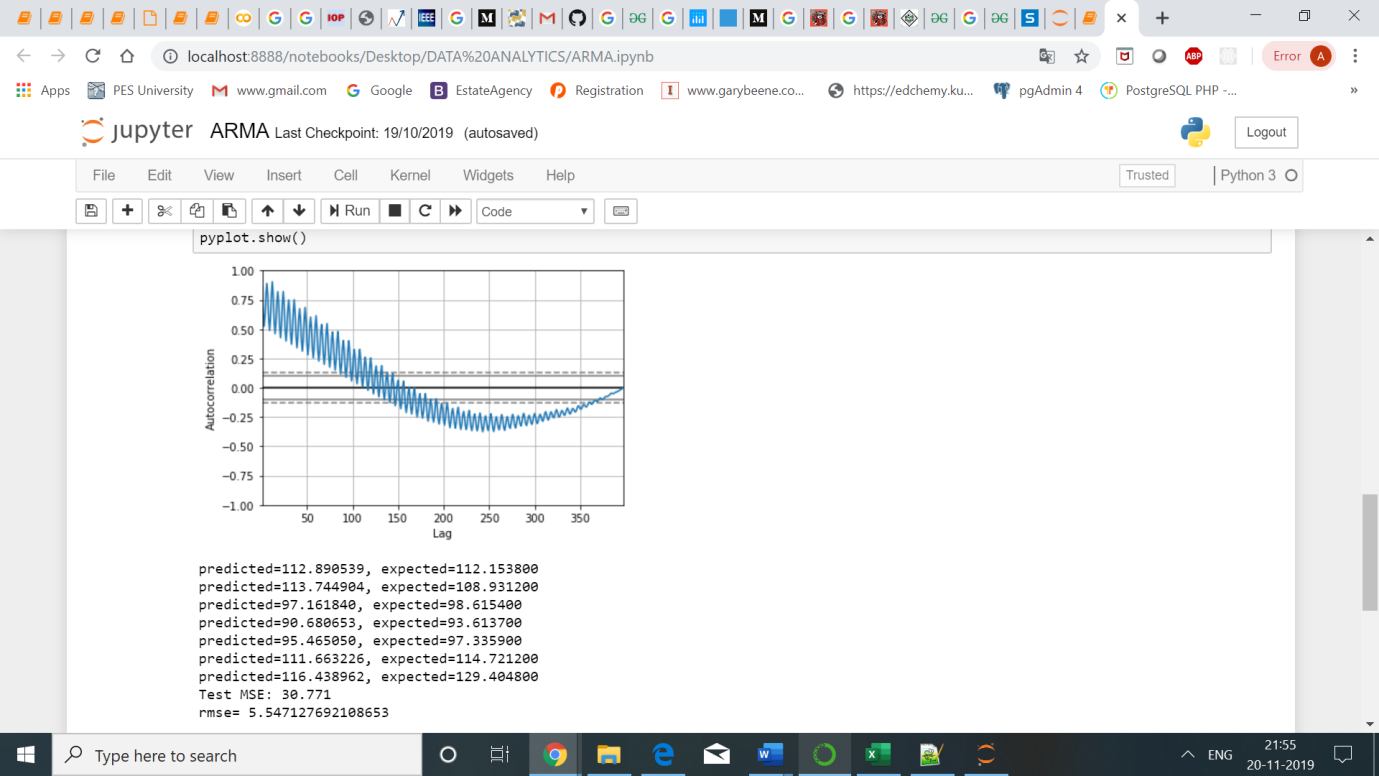 IOP
IEEE
M
ƏG
M
ƏG
ƏG
S
localhost:8888/notebooks/Desktop/DATA%20ANALYTICS/ARMA.ipynb
ABP
Error A
Apps PES University www.gmail.com Google B EstateAgency Registration I www.garybeene.co... https://edchemy.ku... pgAdmin 4 PostgreSQL PHP -... »
jupyter ARMA Last Checkpoint: 19/10/2019 (autosaved) Logout
File Edit View Insert Cell Kernel Widgets Help Trusted Python 3
Run Code
pyplot.show()
1.00
0.75
0.50
0.25
0.00
−0.25
−0.50
−0.75
−1.00
Autocorrelation
50 100 150 200 250 300 350
Lag
predicted=112.890539, expected=112.153800
predicted=113.744904, expected=108.931200
predicted=97.161840, expected=98.615400
predicted=90.680653, expected=93.613700
predicted=95.465050, expected=97.335900
predicted=111.663226, expected=114.721200
predicted=116.438962, expected=129.404800
Test MSE: 30.771
rmse= 5.547127692108653
Type here to search
ENG
21:55
20-11-2019